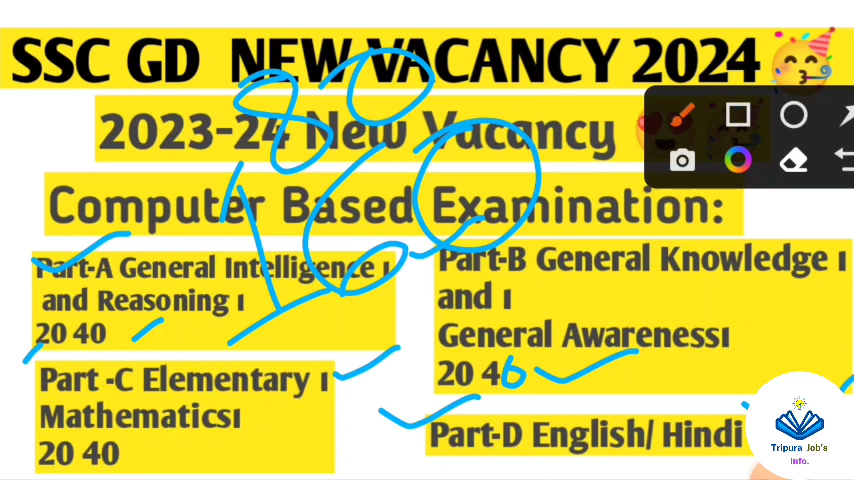 SSC GD NEW VACANCY 2024
2023-24 New Vacancy
Computer Based Examination:
Part-A General Intelligence ।
and Reasoning ।
20 40
Part-B General Knowledge ।
and ।
General Awareness।
20 40
Part -C Elementary ।
Mathematics।
20 40
Part-D English/ Hindi
80
160
Tripura Job's
Info.